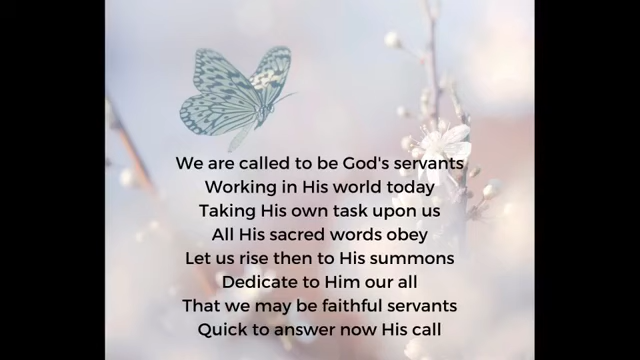 We are called to be God's servants
Working in His world today
Taking His own task upon us
All His sacred words obey
Let us rise then to His summons
Dedicate to Him our all
That we may be faithful servants
Quick to answer now His call